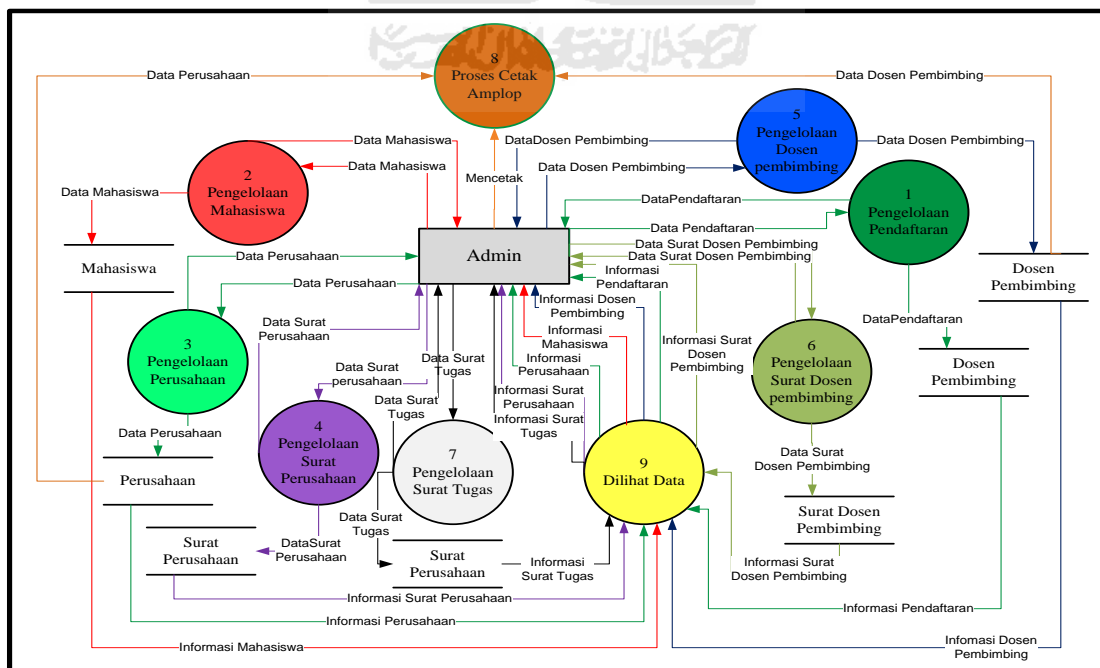 8
Proses Cetak
Amplop
Data Perusahaan
Data Dosen Pembimbing
5
Pengelolaan
Dosen
pembimbing
Data Mahasiswa
DataDosen Pembimbing
Data Dosen Pembimbing
Data Mahasiswa
Data Dosen Pembimbing
2
Pengelolaan
Mahasiswa
Mencetak
1
Pengelolaan
Pendaftaran
Data Mahasiswa
DataPendaftaran
Data Pendaftaran
Admin
Data Surat Dosen Pembimbing
Data Surat Dosen Pembimbing
Mahasiswa
Data Perusahaan
Informasi
Pendaftaran
Dosen
Pembimbing
Data Perusahaan
Informasi Dosen
Pembimbing
DataPendaftaran
Data Surat
Perusahaan
Informasi
Mahasiswa
Informasi Surat
Dosen
Pembimbing
3
Pengelolaan
Perusahaan
Data Surat
Tugas
Informasi
Perusahaan
6
Pengelolaan
Surat Dosen
pembimbing
Dosen
Pembimbing
Data Surat
perusahaan
Data Surat
Tugas
Informasi Surat
Perusahaan
Informasi Surat
Tugas
4
Pengelolaan
Surat
Perusahaan
Data Perusahaan
7
Pengelolaan
Surat Tugas
9
Dilihat Data
Data Surat
Dosen Pembimbing
Perusahaan
Surat Dosen
Pembimbing
Data Surat
Tugas
DataSurat
Perusahaan
Surat
Perusahaan
Surat
Perusahaan
Informasi
Surat Tugas
Informasi Surat
Dosen Pembimbing
Informasi Surat Perusahaan
Informasi Pendaftaran
Informasi Perusahaan
Informasi Mahasiswa
Infomasi Dosen
Pembimbing